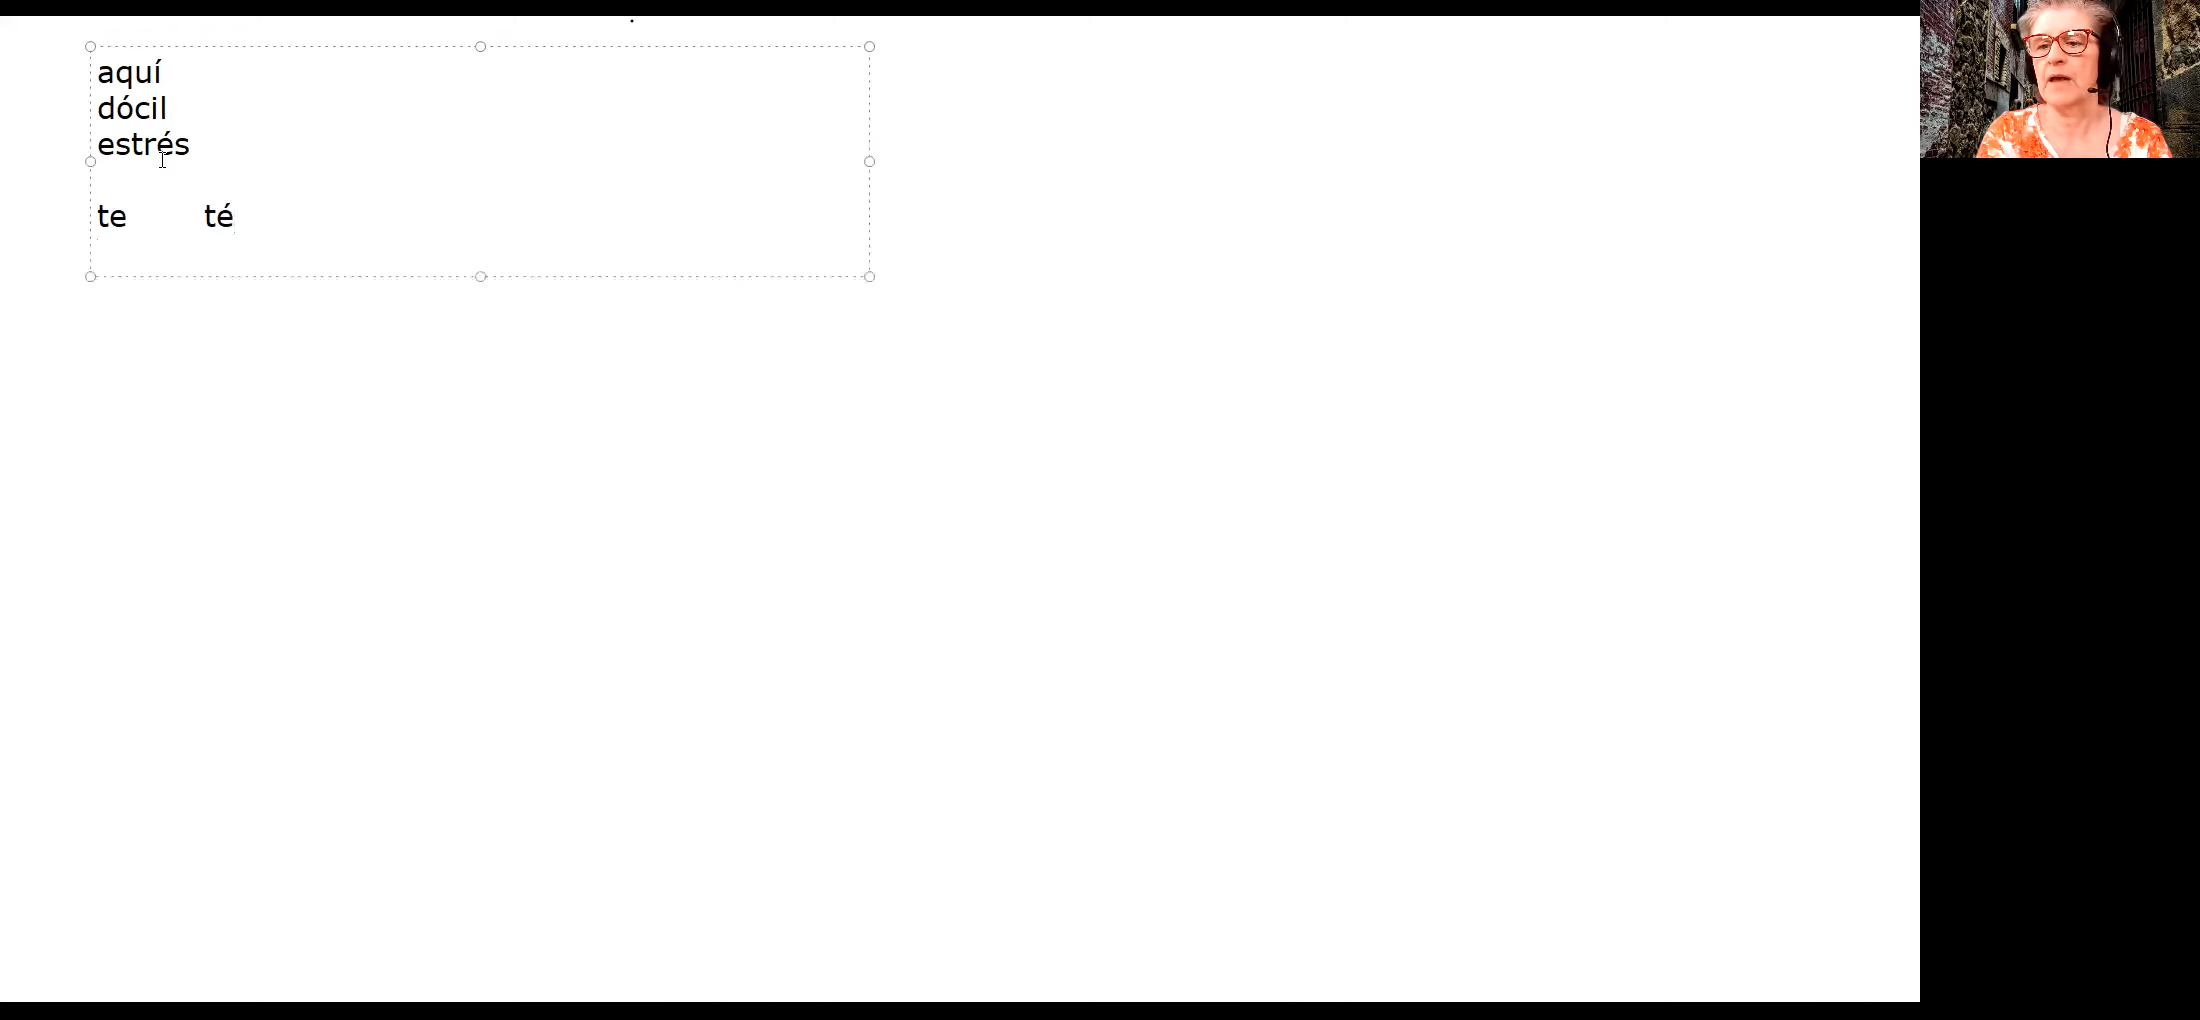 aquí
dócil
estrés
te té